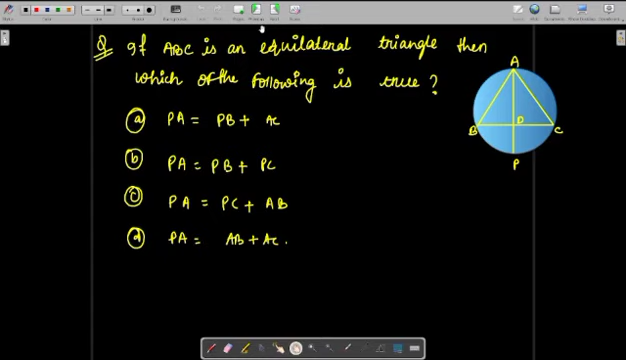 Q If ABC is an equilateral triangle then
which of the following is true?
a PA = PB + AC
b PA = PB + PC
c PA = PC + AB
d PA = AB + AC.
A
B
D
C
P